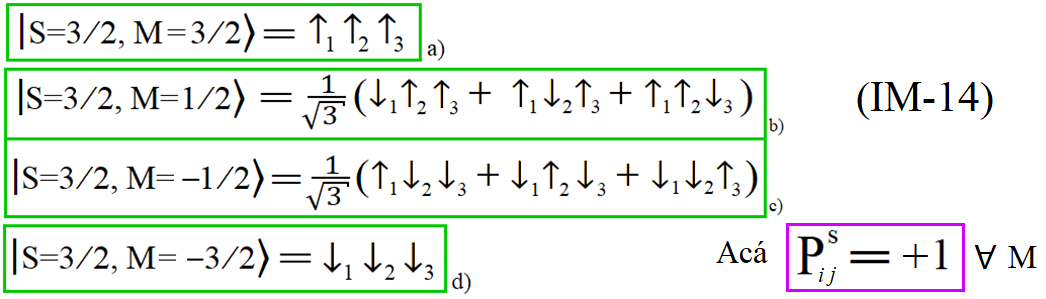 |S=3/2, M=3/2⟩ = ↑₁ ↑₂ ↑₃ a)
|S=3/2, M=1/2⟩ = 1/√3 (↓₁↑₂↑₃ + ↑₁↓₂↑₃ + ↑₁↑₂↓₃) b) (IM-14)
|S=3/2, M= −1/2⟩ = 1/√3 (↑₁↓₂↓₃ + ↓₁↑₂↓₃ + ↓₁↓₂↑₃) c)
|S=3/2, M= −3/2⟩ = ↓₁ ↓₂ ↓₃ d) Acá P^s_ij = +1 ∀ M